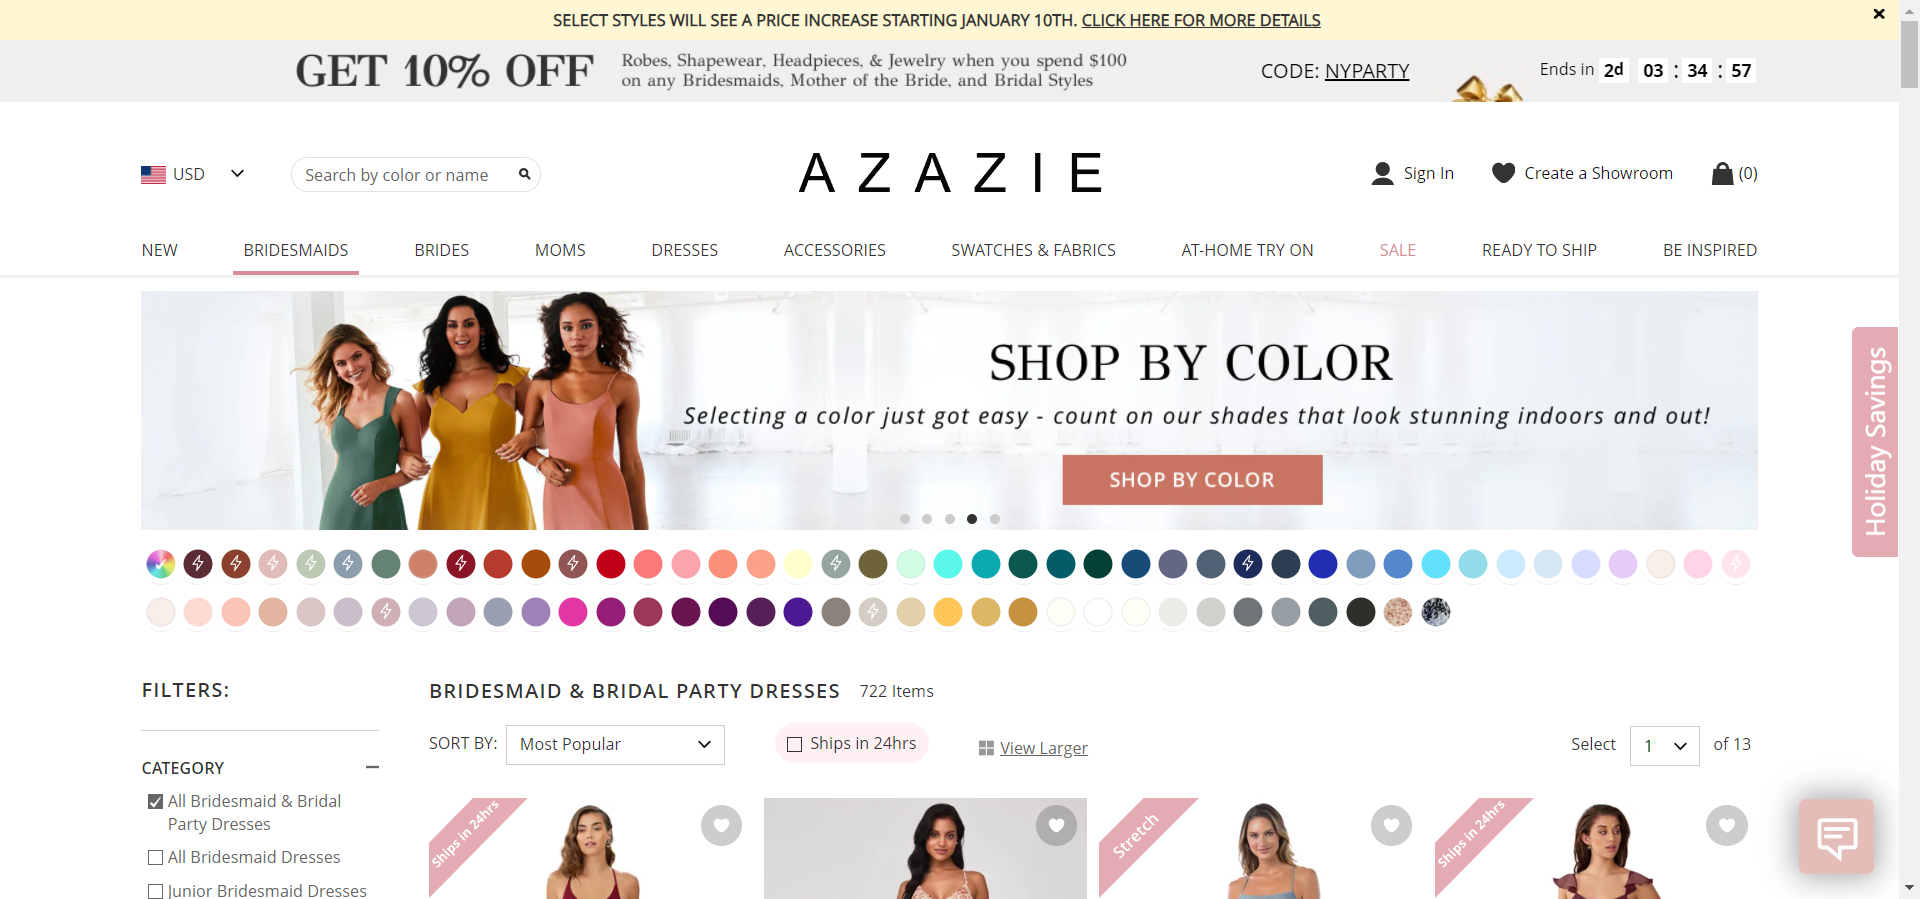 SELECT STYLES WILL SEE A PRICE INCREASE STARTING JANUARY 10TH. CLICK HERE FOR MORE DETAILS
GET 10% OFF
Robes, Shapewear, Headpieces, & Jewelry when you spend $100
on any Bridesmaids, Mother of the Bride, and Bridal Styles
CODE: NYPARTY
Ends in 2d 03 : 34 : 57
USD
Search by color or name
AZAZIE
Sign In
Create a Showroom
(0)
NEW
BRIDESMAIDS
BRIDES
MOMS
DRESSES
ACCESSORIES
SWATCHES & FABRICS
AT-HOME TRY ON
SALE
READY TO SHIP
BE INSPIRED
SHOP BY COLOR
Selecting a color just got easy - count on our shades that look stunning indoors and out!
SHOP BY COLOR
Holiday Savings
FILTERS:
BRIDESMAID & BRIDAL PARTY DRESSES 722 Items
SORT BY: Most Popular
Ships in 24hrs
View Larger
Select 1 of 13
CATEGORY
All Bridesmaid & Bridal
Party Dresses
All Bridesmaid Dresses
Junior Bridesmaid Dresses
Ships in 24hrs
Stretch
Ships in 24hrs